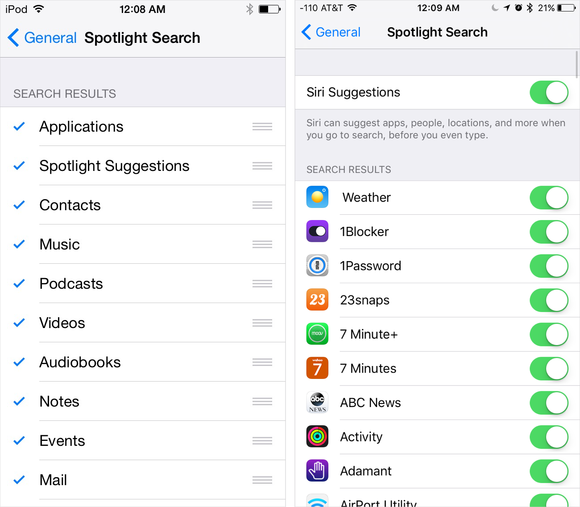 iPod 12:08 AM
General Spotlight Search
SEARCH RESULTS
Applications
Spotlight Suggestions
Contacts
Music
Podcasts
Videos
Audiobooks
Notes
Events
Mail
-110 AT&T 12:09 AM 21%
General Spotlight Search
Siri Suggestions
Siri can suggest apps, people, locations, and more when
you go to search, before you even type.
SEARCH RESULTS
Weather
1Blocker
1Password
23 23snaps
7 Minute+
7 7 Minutes
abc NEWS ABC News
Activity
Adamant
AirPort Utility